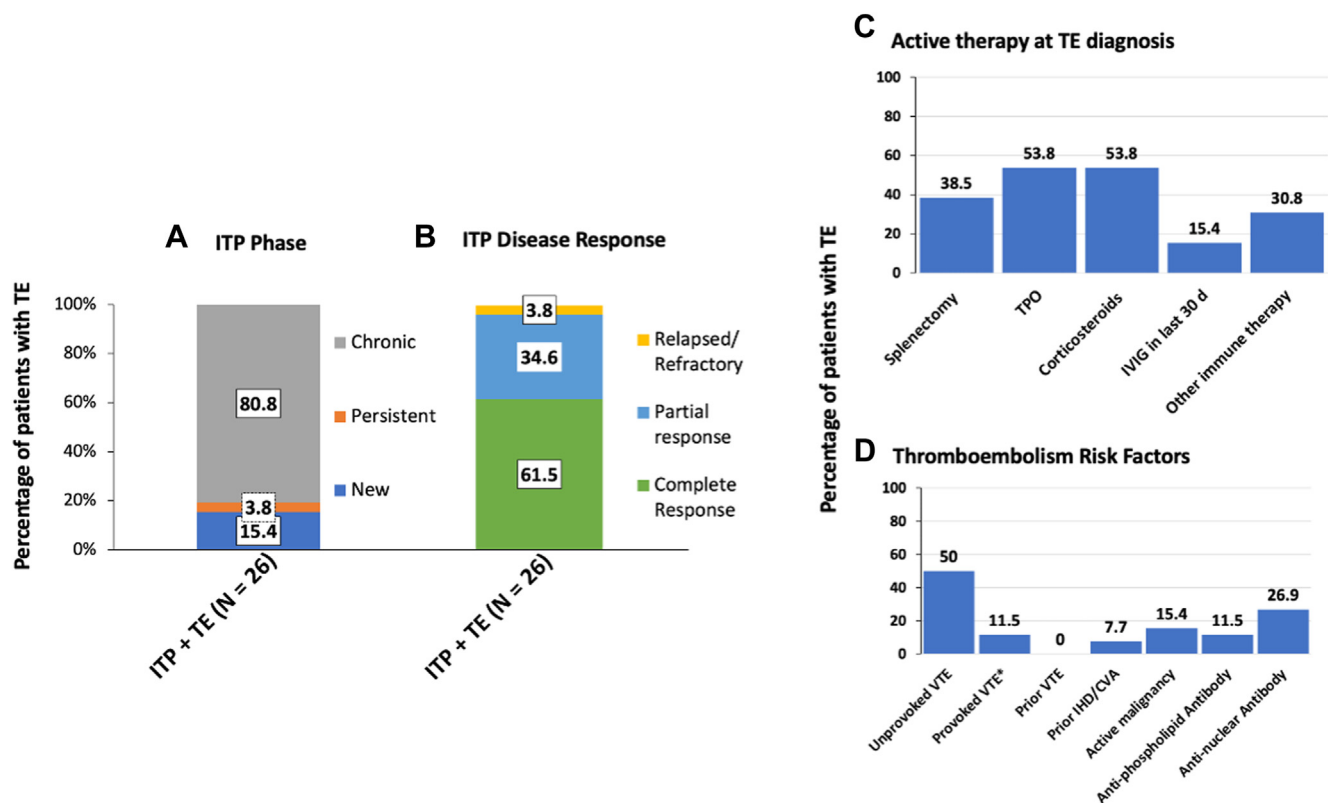 A ITP Phase
Percentage of patients with TE
100%
80%
60%
40%
20%
0%
80.8
3.8
15.4
Chronic
Persistent
New
ITP + TE (N = 26)
B ITP Disease Response
3.8
34.6
61.5
Relapsed/
Refractory
Partial
response
Complete
Response
ITP + TE (N = 26)
C Active therapy at TE diagnosis
Percentage of patients with TE
100
80
60
40
20
0
38.5
53.8
53.8
15.4
30.8
Splenectomy
TPO
Corticosteroids
IVIG in last 30 d
Other immune therapy
D Thromboembolism Risk Factors
100
80
60
40
20
0
50
11.5
0
7.7
15.4
11.5
26.9
Unprovoked VTE
Provoked VTE*
Prior VTE
Prior IHD/CVA
Active malignancy
Anti-phospholipid Antibody
Anti-nuclear Antibody